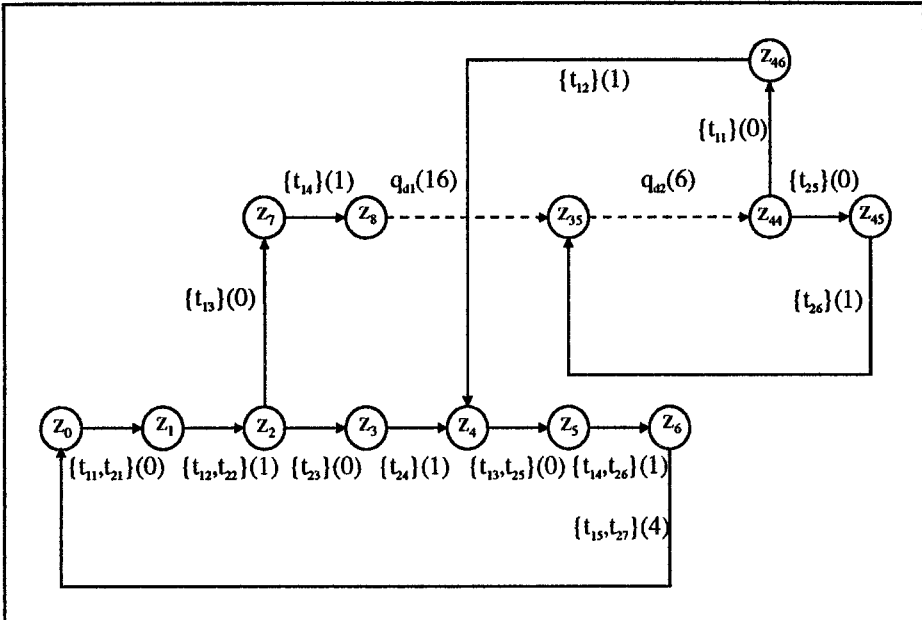 Z46
{t12}(1)
{t11}(0)
{t14}(1)
qd1(16)
qd2(6)
{t25}(0)
Z7
Z8
Z35
Z44
Z45
{t13}(0)
{t26}(1)
Z0
Z1
Z2
Z3
Z4
Z5
Z6
{t11,t21}(0)
{t12,t22}(1)
{t23}(0)
{t24}(1)
{t13,t25}(0)
{t14,t26}(1)
{t15,t27}(4)